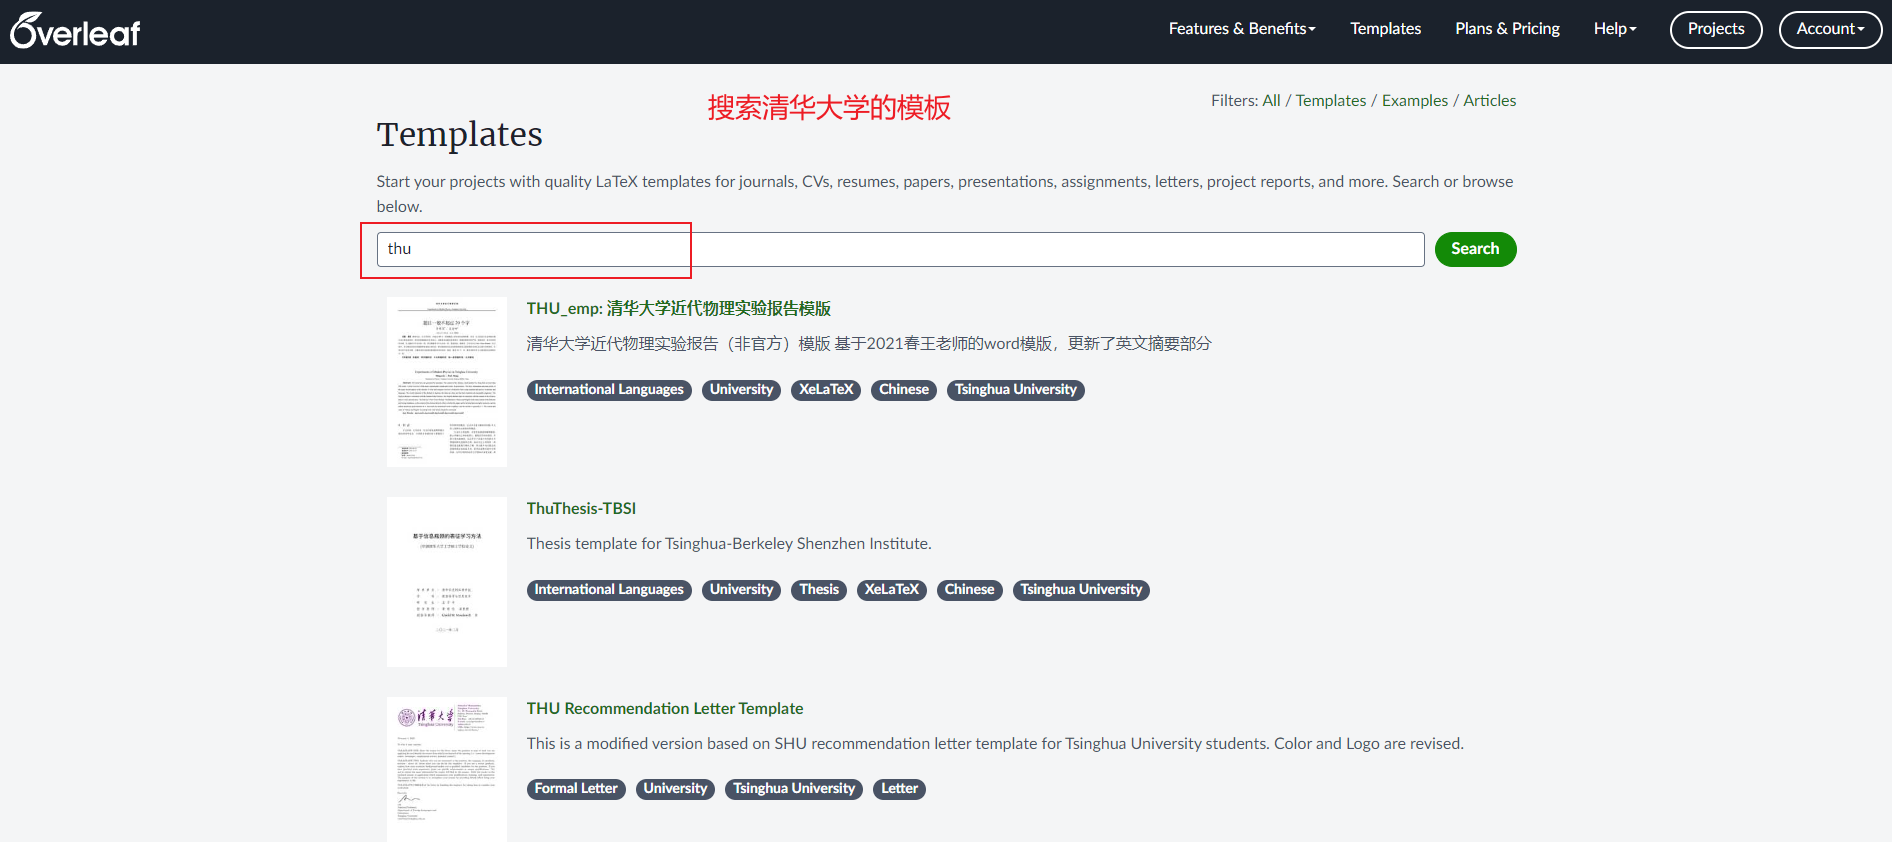 Overleaf
Features & Benefits
Templates
Plans & Pricing
Help
Projects
Account
搜索清华大学的模板
Filters: All / Templates / Examples / Articles
Templates
Start your projects with quality LaTeX templates for journals, CVs, resumes, papers, presentations, assignments, letters, project reports, and more. Search or browse
below.
thu
Search
THU_emp: 清华大学近代物理实验报告模版
清华大学近代物理实验报告（非官方）模版 基于2021春王老师的word模版，更新了英文摘要部分
International Languages
University
XeLaTeX
Chinese
Tsinghua University
ThuThesis-TBSI
Thesis template for Tsinghua-Berkeley Shenzhen Institute.
International Languages
University
Thesis
XeLaTeX
Chinese
Tsinghua University
清华大学
Tsinghua University
THU Recommendation Letter Template
This is a modified version based on SHU recommendation letter template for Tsinghua University students. Color and Logo are revised.
Formal Letter
University
Tsinghua University
Letter